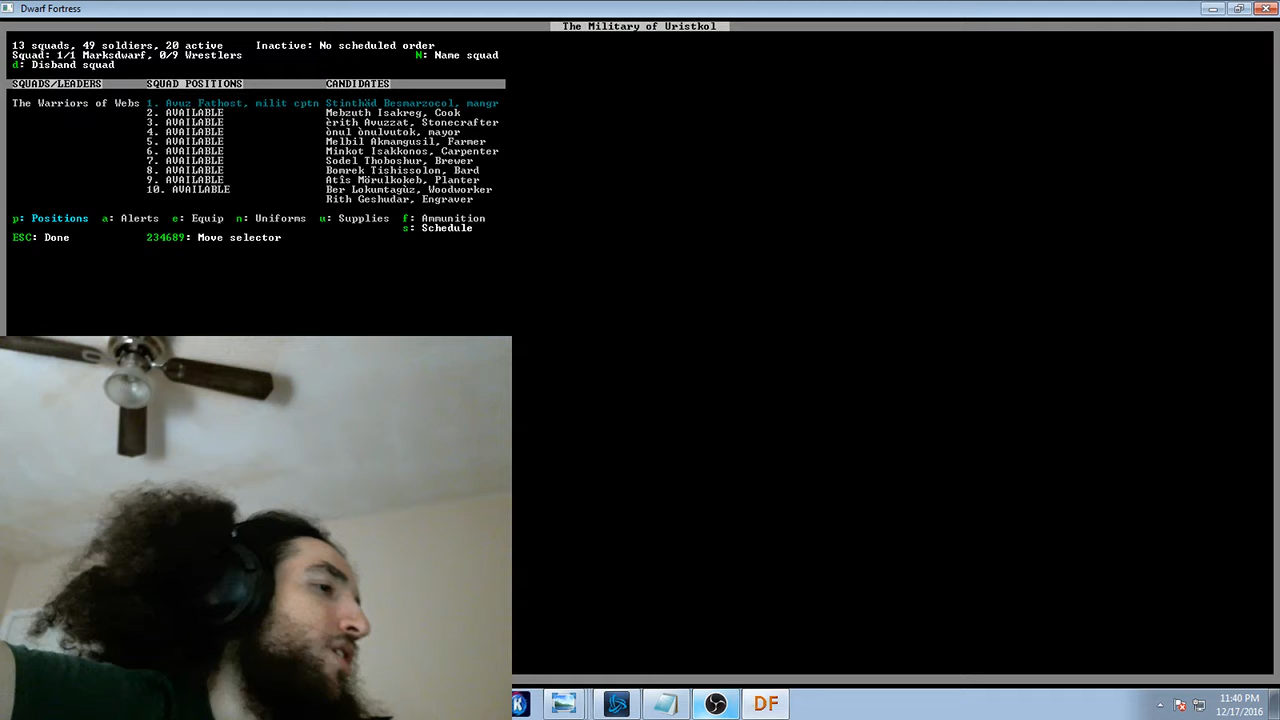 Dwarf Fortress
The Military of Uristkol
13 squads, 49 soldiers, 20 active Inactive: No scheduled order
Squad: 1/1 Marksdwarf, 0/9 Wrestlers N: Name squad
d: Disband squad
SQUADS/LEADERS SQUAD POSITIONS CANDIDATES
The Warriors of Webs 1. Avuz Fathost, milit cptn Stinthäd Besmarzocol, mangr
2. AVAILABLE Mebzuth Isakreg, Cook
3. AVAILABLE èrith Avuzzat, Stonecrafter
4. AVAILABLE ònul ònulvutok, mayor
5. AVAILABLE Melbil Akmamgusil, Farmer
6. AVAILABLE Minkot Isakkonos, Carpenter
7. AVAILABLE Sodel Thoboshur, Brewer
8. AVAILABLE Bomrek Tishissolon, Bard
9. AVAILABLE Atîs Mörulkokeb, Planter
10. AVAILABLE Ber Lokumtagùz, Woodworker
Rith Geshudar, Engraver
p: Positions a: Alerts e: Equip n: Uniforms u: Supplies f: Ammunition
s: Schedule
ESC: Done 234689: Move selector
DF
11:40 PM
12/17/2016